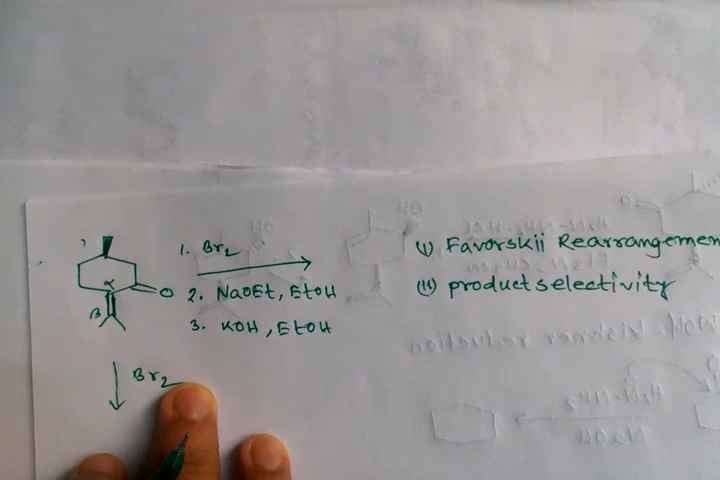 1. Br2
2. NaOEt, EtOH
3. KOH, EtOH
(i) Favorskii Rearrangemen
(ii) product selectivity
α
O
β
Br2